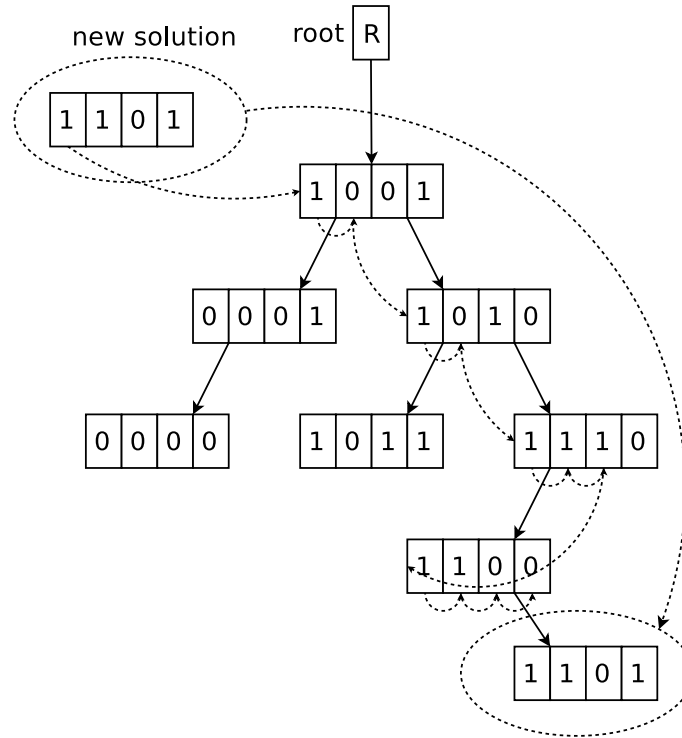 root R
new solution
1 1 0 1
1 0 0 1
0 0 0 1
1 0 1 0
0 0 0 0
1 0 1 1
1 1 1 0
1 1 0 0
1 1 0 1